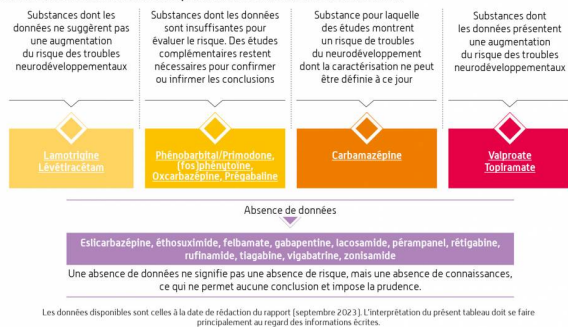 Substances dont les
données ne suggèrent pas
une augmentation
du risque des troubles
neurodéveloppementaux
Substances dont les données
sont insuffisantes pour
évaluer le risque. Des études
complémentaires restent
nécessaires pour confirmer
ou infirmer les conclusions
Substance pour laquelle
des études montrent
un risque de troubles
du neurodéveloppement
dont la caractérisation ne peut
être définie à ce jour
Substances dont
les données présentent
une augmentation
du risque des troubles
neurodéveloppementaux
Lamotrigine
Lévétiracétam
Phénobarbital/Primodone,
(fos)phénytoïne,
Oxcarbazépine, Prégabaline
Carbamazépine
Valproate
Topiramate
Absence de données
Eslicarbazépine, éthosuximide, felbamate, gabapentine, lacosamide, pérampanel, rétigabine,
rufinamide, tiagabine, vigabatrine, zonisamide
Une absence de données ne signifie pas une absence de risque, mais une absence de connaissances,
ce qui ne permet aucune conclusion et impose la prudence.
Les données disponibles sont celles à la date de rédaction du rapport (septembre 2023). L'interprétation du présent tableau doit se faire
principalement au regard des informations écrites.